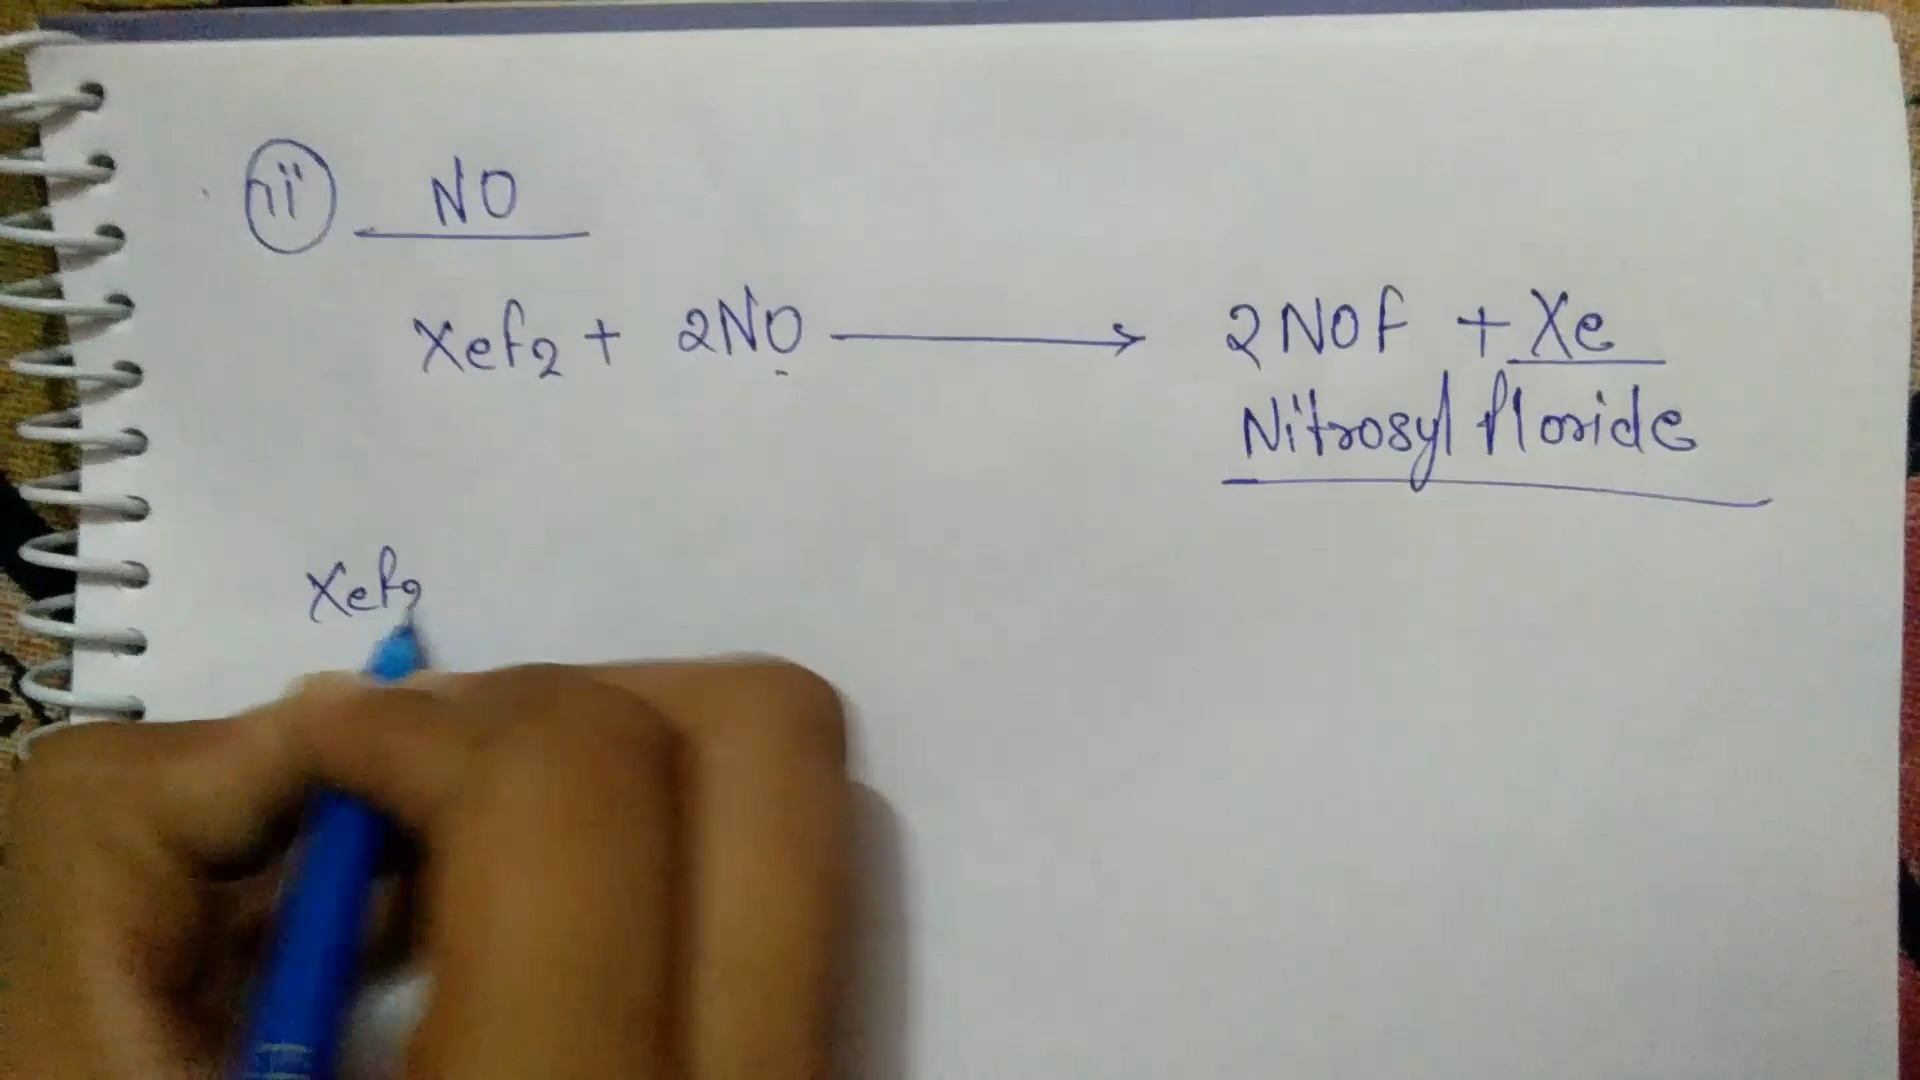 ii NO
Xef2 + 2NO → 2NOF + Xe
Nitrosyl floride
Xef2